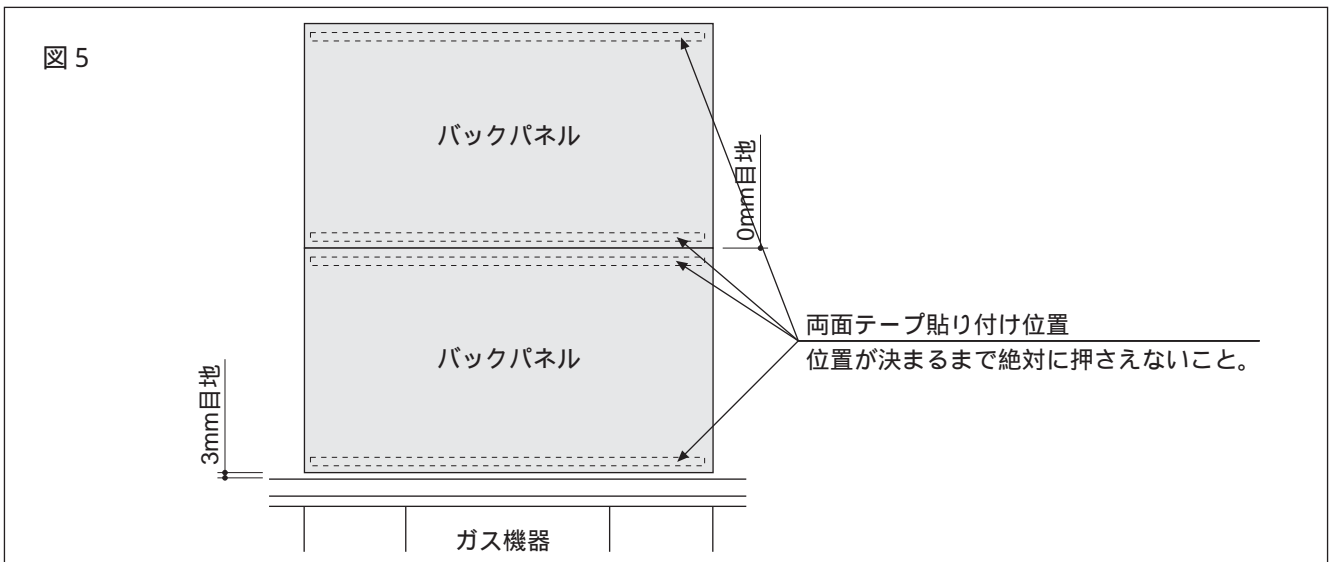 図 5
バックパネル
0mm目地
バックパネル
両面テープ貼り付け位置
位置が決まるまで絶対に押さえないこと。
3mm目地
ガス機器